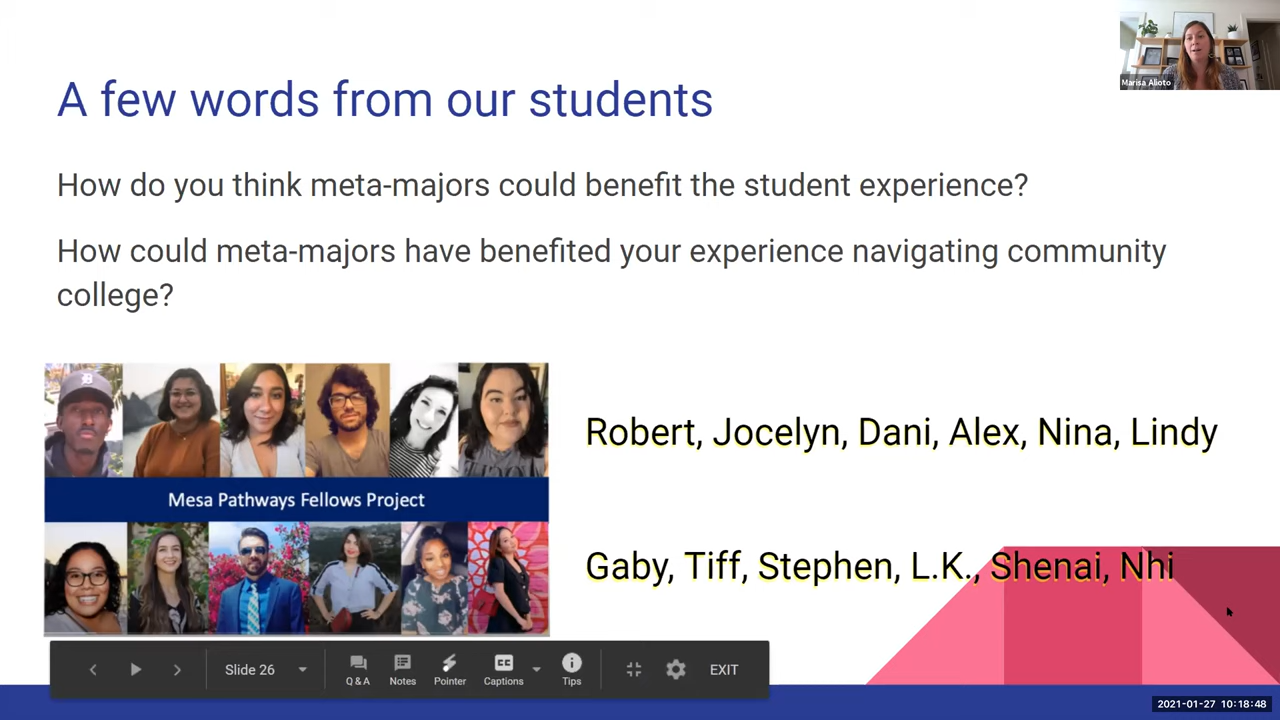 Marisa Alioto
A few words from our students
How do you think meta-majors could benefit the student experience?
How could meta-majors have benefited your experience navigating community
college?
Mesa Pathways Fellows Project
Robert, Jocelyn, Dani, Alex, Nina, Lindy
Gaby, Tiff, Stephen, L.K., Shenai, Nhi
Slide 26
Q & A
Notes
Pointer
CC
Captions
Tips
EXIT
2021-01-27 10:18:48